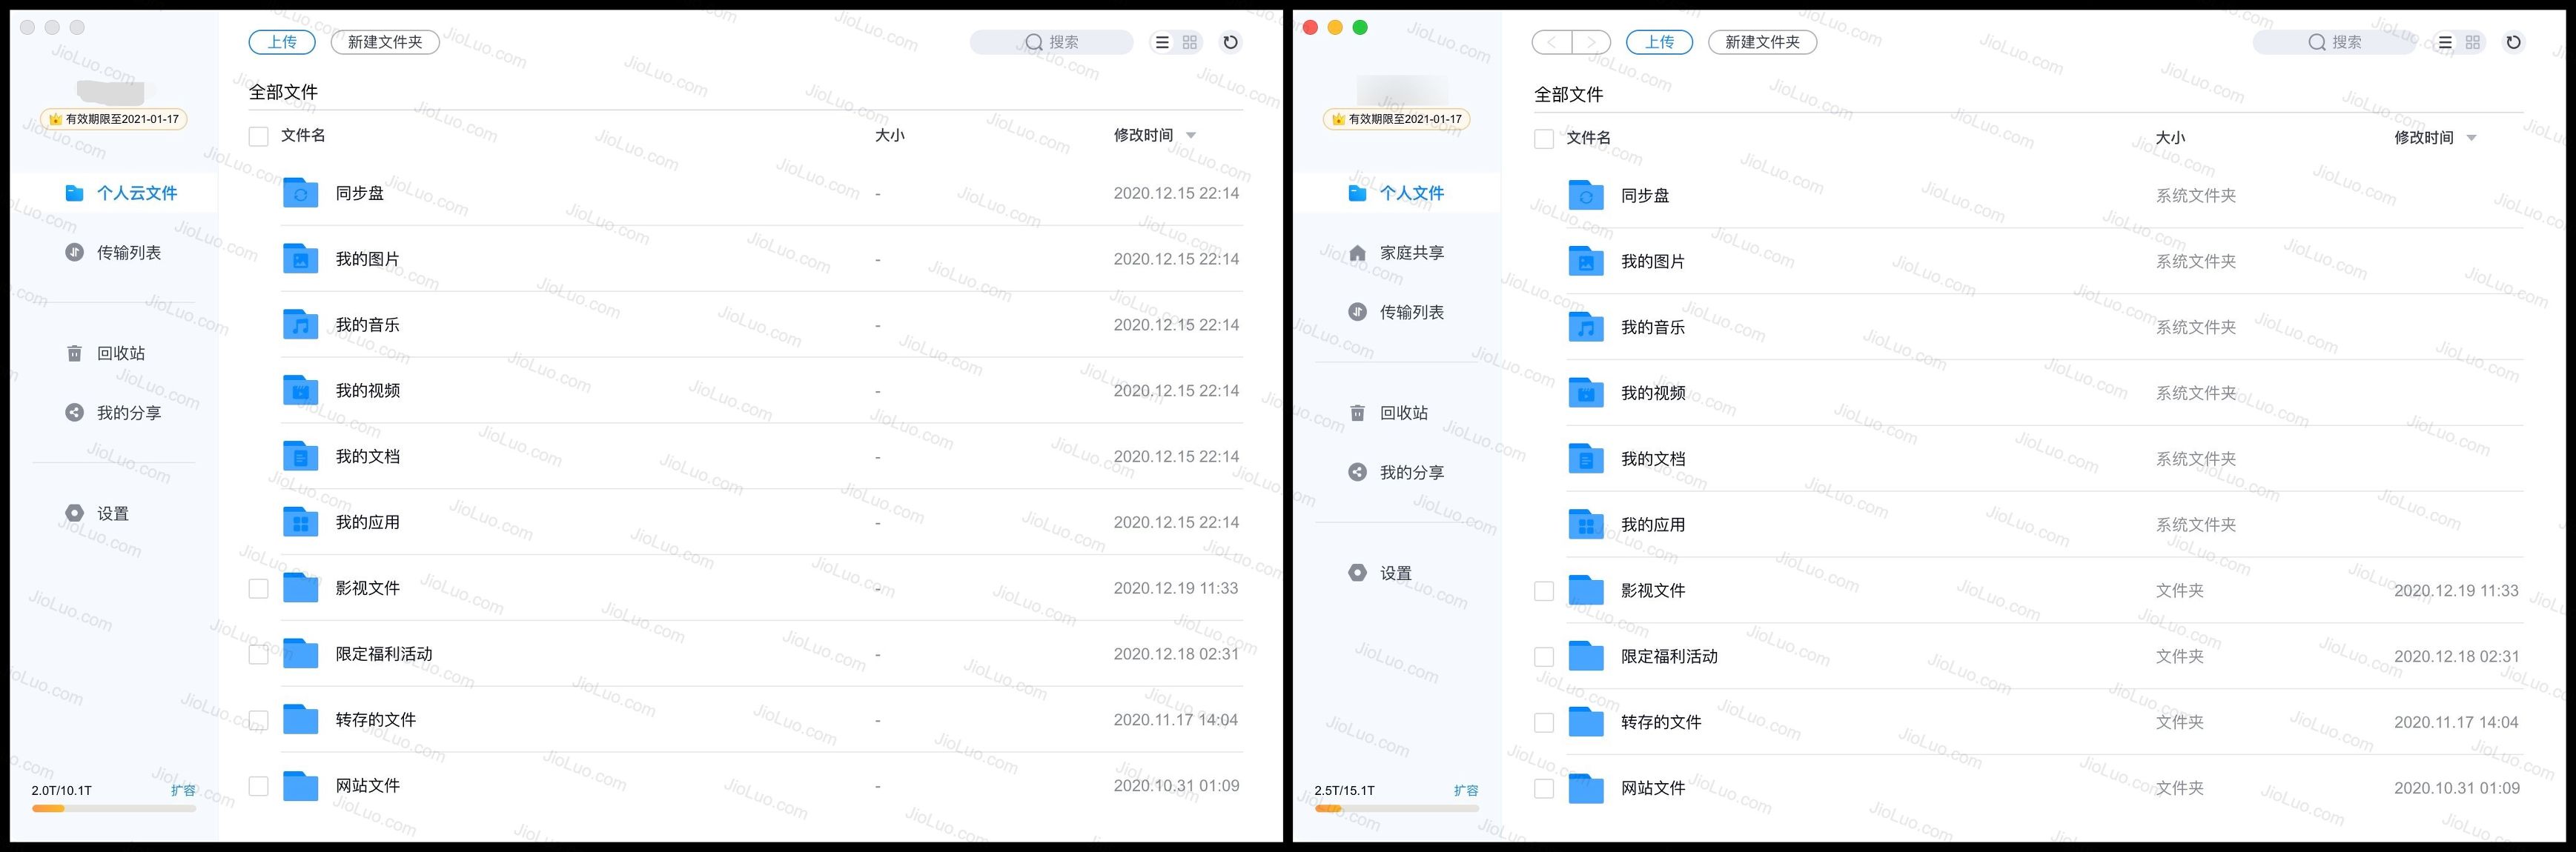 上传
新建文件夹
搜索
有效期限至2021-01-17
个人云文件
传输列表
回收站
我的分享
设置
2.0T/10.1T 扩容
全部文件
文件名 大小 修改时间
同步盘 - 2020.12.15 22:14
我的图片 - 2020.12.15 22:14
我的音乐 - 2020.12.15 22:14
我的视频 - 2020.12.15 22:14
我的文档 - 2020.12.15 22:14
我的应用 - 2020.12.15 22:14
影视文件 - 2020.12.19 11:33
限定福利活动 - 2020.12.18 02:31
转存的文件 - 2020.11.17 14:04
网站文件 - 2020.10.31 01:09
上传
新建文件夹
搜索
有效期限至2021-01-17
个人文件
家庭共享
传输列表
回收站
我的分享
设置
2.5T/15.1T 扩容
全部文件
文件名 大小 修改时间
同步盘 系统文件夹
我的图片 系统文件夹
我的音乐 系统文件夹
我的视频 系统文件夹
我的文档 系统文件夹
我的应用 系统文件夹
影视文件 文件夹 2020.12.19 11:33
限定福利活动 文件夹 2020.12.18 02:31
转存的文件 文件夹 2020.11.17 14:04
网站文件 文件夹 2020.10.31 01:09
JioLuo.com